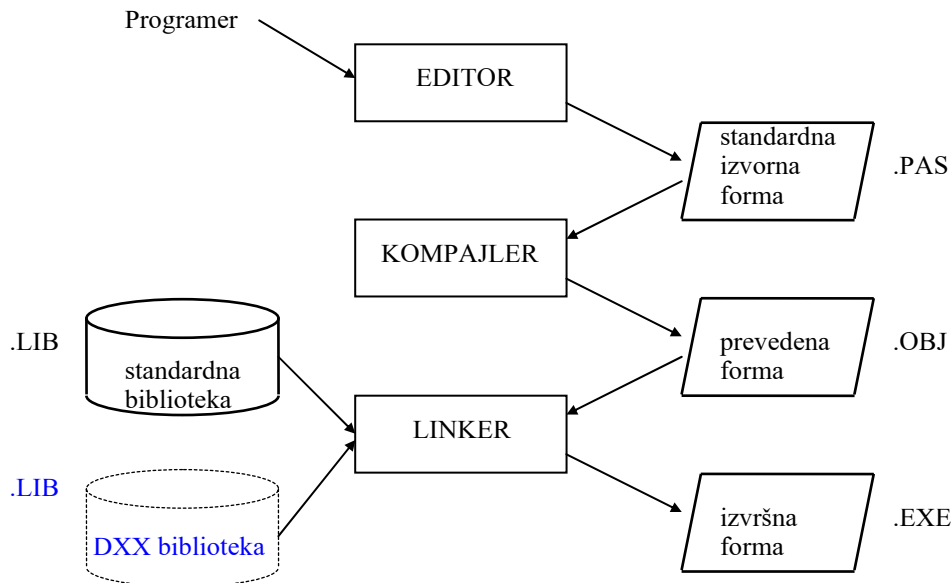 Programer
EDITOR
standardna
izvorna
forma
.PAS
KOMPAJLER
.LIB
standardna
biblioteka
prevedena
forma
.OBJ
LINKER
.LIB
DXX biblioteka
izvršna
forma
.EXE